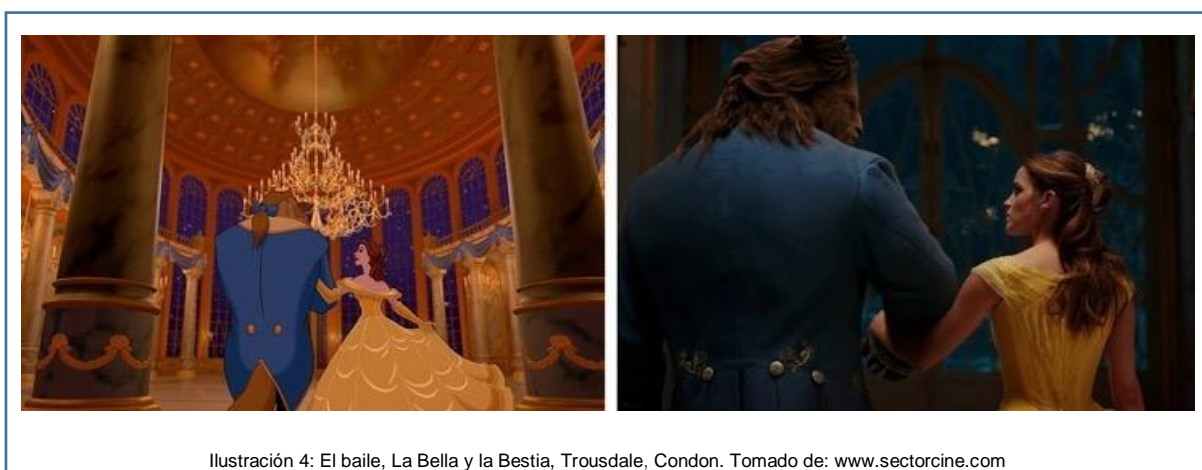 Ilustración 4: El baile, La Bella y la Bestia, Trousdale, Condon. Tomado de: www.sectorcine.com